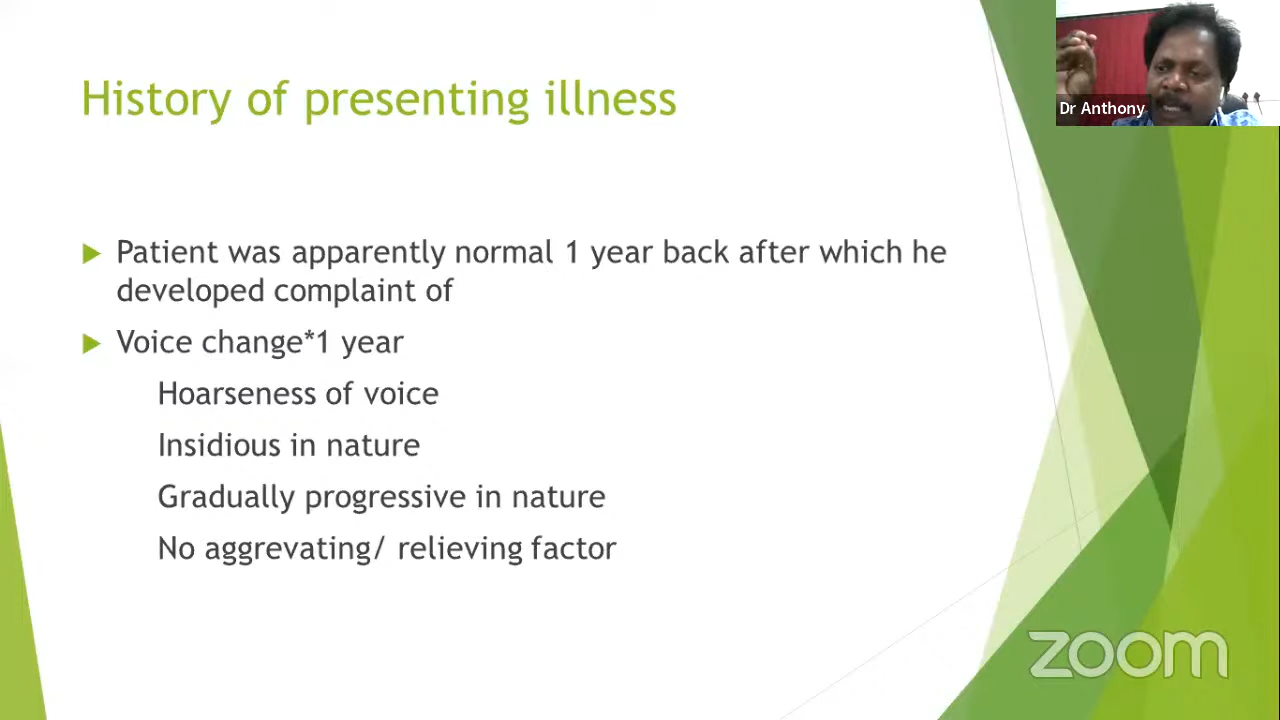 History of presenting illness
Dr Anthony
Patient was apparently normal 1 year back after which he
developed complaint of
Voice change*1 year
Hoarseness of voice
Insidious in nature
Gradually progressive in nature
No aggrevating/ relieving factor
zoom